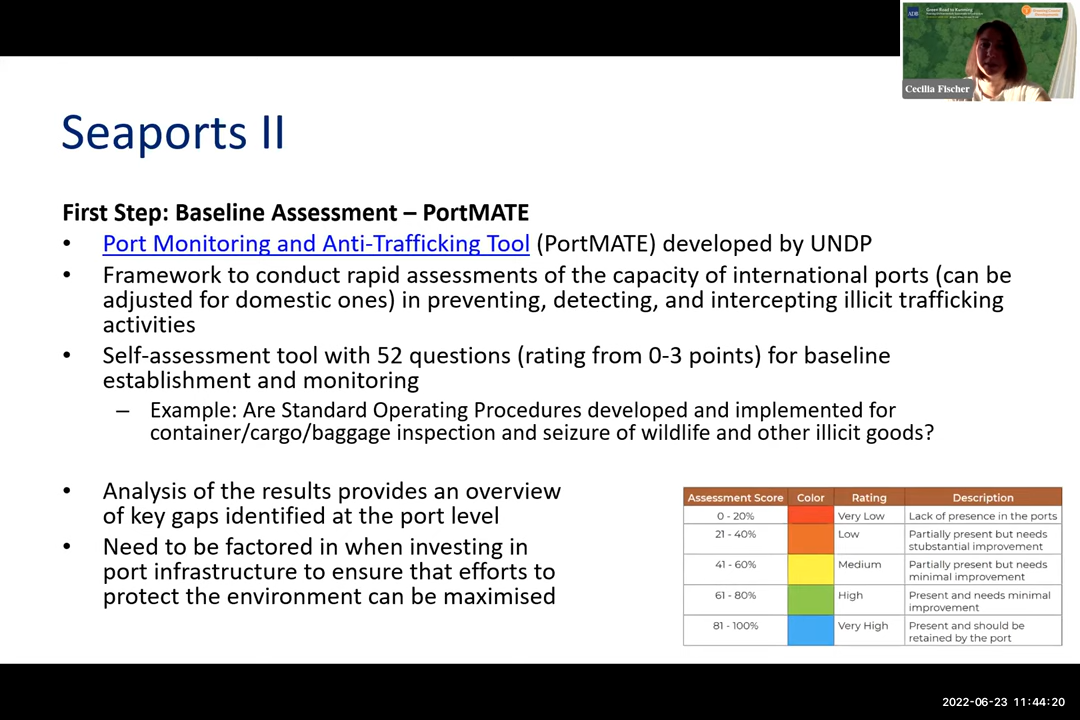 ADB
Green Road to Kunming
Cecilia Fischer
Seaports II
First Step: Baseline Assessment – PortMATE
• Port Monitoring and Anti-Trafficking Tool (PortMATE) developed by UNDP
• Framework to conduct rapid assessments of the capacity of international ports (can be
adjusted for domestic ones) in preventing, detecting, and intercepting illicit trafficking
activities
• Self-assessment tool with 52 questions (rating from 0-3 points) for baseline
establishment and monitoring
– Example: Are Standard Operating Procedures developed and implemented for
container/cargo/baggage inspection and seizure of wildlife and other illicit goods?
• Analysis of the results provides an overview
of key gaps identified at the port level
• Need to be factored in when investing in
port infrastructure to ensure that efforts to
protect the environment can be maximised
Assessment Score Color Rating Description
0 - 20% Very Low Lack of presence in the ports
21 - 40% Low Partially present but needs
stubstantial improvement
41 - 60% Medium Partially present but needs
minimal improvement
61 - 80% High Present and needs minimal
improvement
81 - 100% Very High Present and should be
retained by the port
2022-06-23 11:44:20